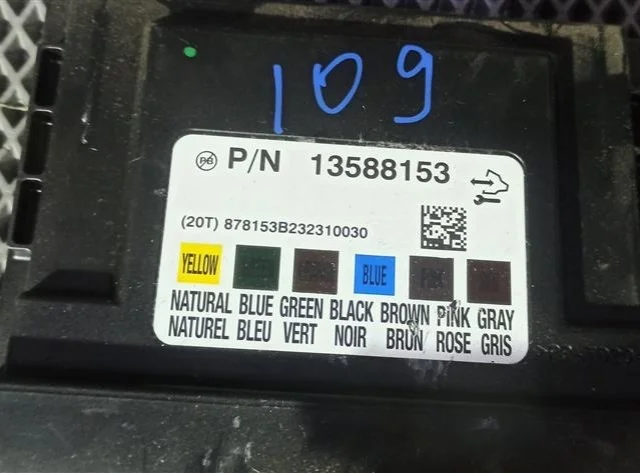 109
P/N 13588153
(20T) 878153B232310030
YELLOW BLUE
NATURAL BLUE GREEN BLACK BROWN PINK GRAY
NATUREL BLEU VERT NOIR BRUN ROSE GRIS